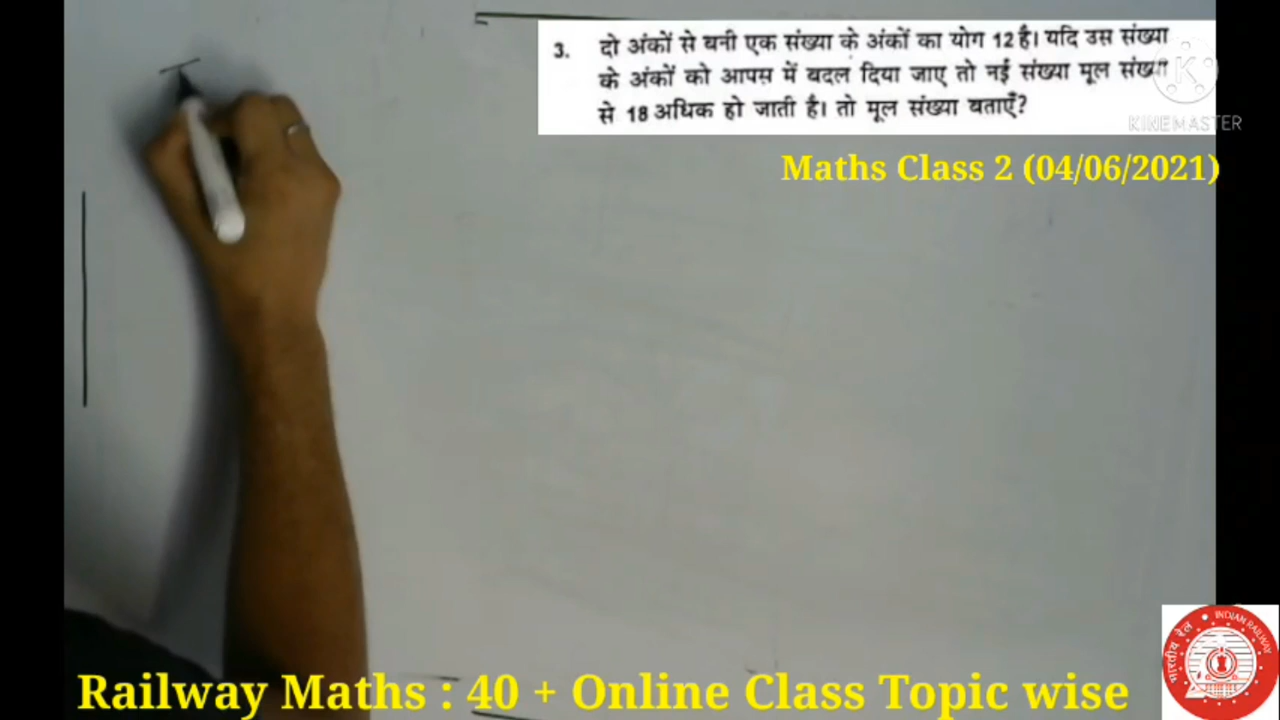 3. दो अंकों से बनी एक संख्या के अंकों का योग 12 है। यदि उस संख्या
के अंकों को आपस में बदल दिया जाए तो नई संख्या मूल संख्या
से 18 अधिक हो जाती है। तो मूल संख्या बताएँ?
K
KINEMASTER
Maths Class 2 (04/06/2021)
भारतीय रेल INDIAN RAILWAY
Railway Maths : 40 + Online Class Topic wise